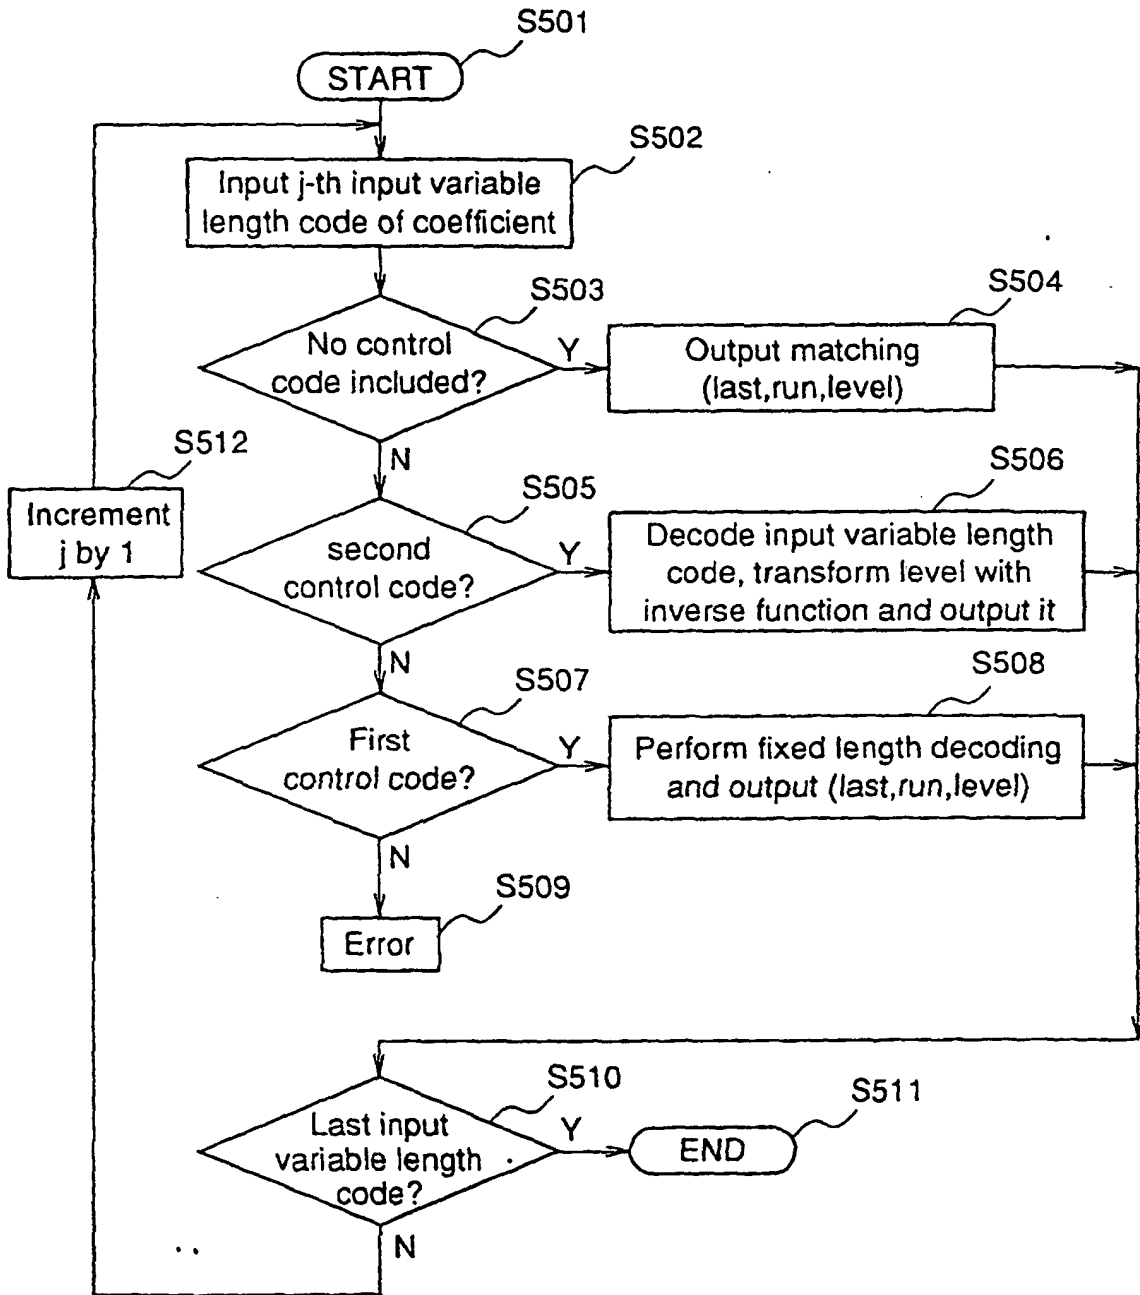 S501
START
S502
Input j-th input variable
length code of coefficient
S503
No control
code included?
Y
N
S504
Output matching
(last,run,level)
S512
Increment
j by 1
S505
second
control code?
Y
N
S506
Decode input variable length
code, transform level with
inverse function and output it
S507
First
control code?
Y
N
S508
Perform fixed length decoding
and output (last,run,level)
S509
Error
S510
Last input
variable length
code?
Y
N
S511
END